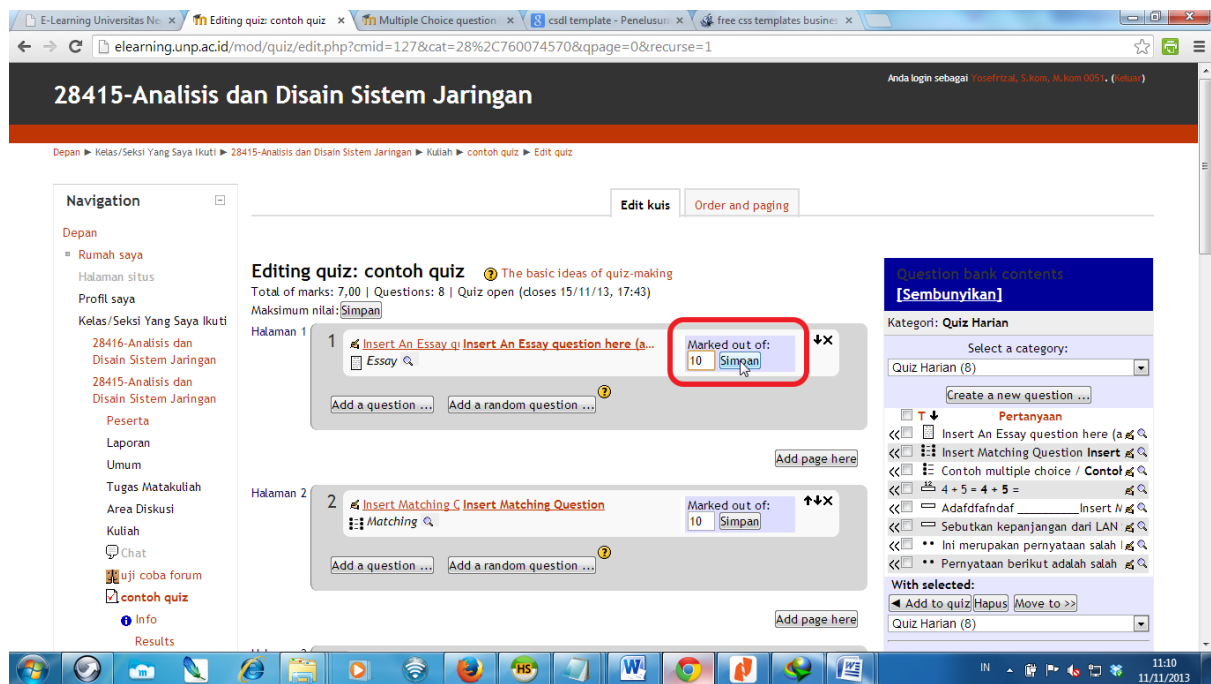 E-Learning Universitas Ne
Editing quiz: contoh quiz
Multiple Choice question
csdl template - Penelusur
free css templates busines
elearning.unp.ac.id/mod/quiz/edit.php?cmid=127&cat=28%2C760074570&qpage=0&recurse=1
Anda login sebagai Yosefrizal, S.kom, M.kom 0051. (Keluar)
28415-Analisis dan Disain Sistem Jaringan
Depan ► Kelas/Seksi Yang Saya Ikuti ► 28415-Analisis dan Disain Sistem Jaringan ► Kuliah ► contoh quiz ► Edit quiz
Navigation
Depan
Rumah saya
Halaman situs
Profil saya
Kelas/Seksi Yang Saya Ikuti
28416-Analisis dan
Disain Sistem Jaringan
28415-Analisis dan
Disain Sistem Jaringan
Peserta
Laporan
Umum
Tugas Matakuliah
Area Diskusi
Kuliah
Chat
uji coba forum
contoh quiz
Info
Results
Edit kuis
Order and paging
Editing quiz: contoh quiz
The basic ideas of quiz-making
Total of marks: 7,00 | Questions: 8 | Quiz open (closes 15/11/13, 17:43)
Maksimum nilai: Simpan
Halaman 1
1
Insert An Essay qu Insert An Essay question here (a...
Essay
Marked out of:
10 Simpan
Add a question ... Add a random question ...
Add page here
Halaman 2
2
Insert Matching Q Insert Matching Question
Matching
Marked out of:
10 Simpan
Add a question ... Add a random question ...
Add page here
Question bank contents
[Sembunyikan]
Kategori: Quiz Harian
Select a category:
Quiz Harian (8)
Create a new question ...
T Pertanyaan
Insert An Essay question here (a
Insert Matching Question Insert
Contoh multiple choice / Contoh
4 + 5 = 4 + 5 =
Adafdfafndaf __________Insert N
Sebutkan kepanjangan dari LAN
Ini merupakan pernyataan salah
Pernyataan berikut adalah salah
With selected:
Add to quiz Hapus Move to >>
Quiz Harian (8)
IN
11:10
11/11/2013